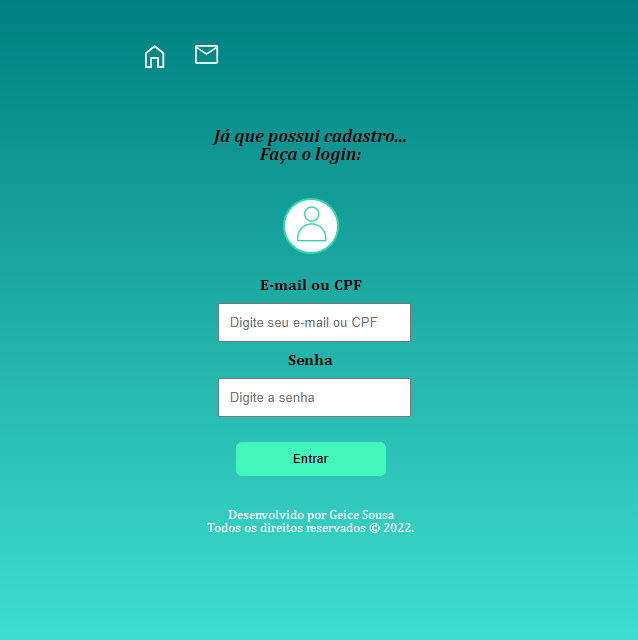 Já que possui cadastro...
Faça o login:
E-mail ou CPF
Digite seu e-mail ou CPF
Senha
Digite a senha
Entrar
Desenvolvido por Geice Sousa
Todos os direitos reservados © 2022.